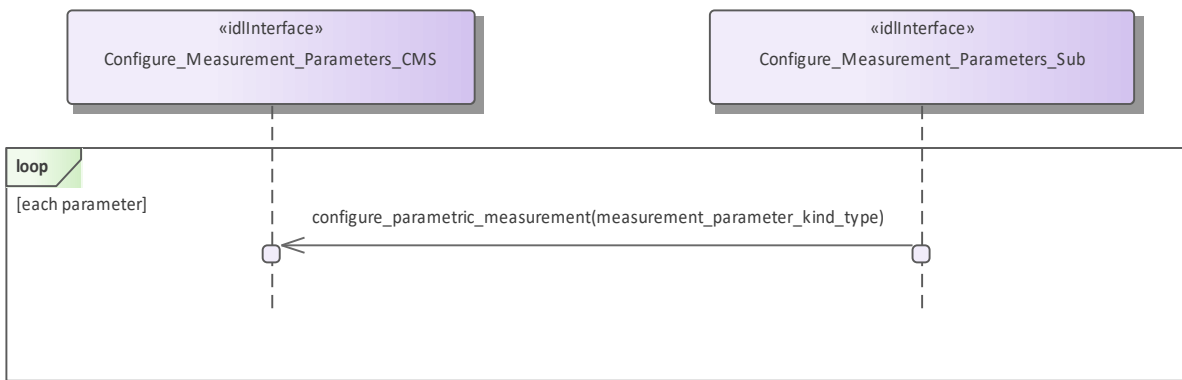 «idlInterface»
Configure_Measurement_Parameters_CMS
«idlInterface»
Configure_Measurement_Parameters_Sub
loop
[each parameter]
configure_parametric_measurement(measurement_parameter_kind_type)